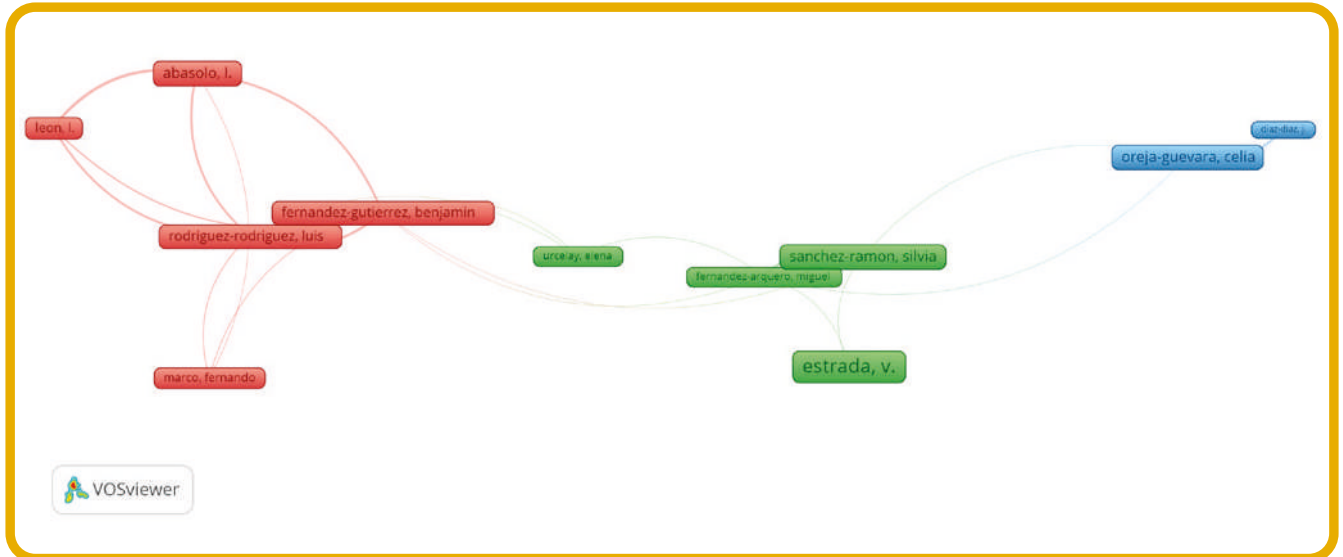 abasolo, l.
leon, l.
diaz-diaz, j.
oreja-guevara, celia
fernandez-gutierrez, benjamin
rodriguez-rodriguez, luis
urcelay, elena
sanchez-ramon, silvia
fernandez-arquero, miguel
estrada, v.
marco, fernando
VOSviewer